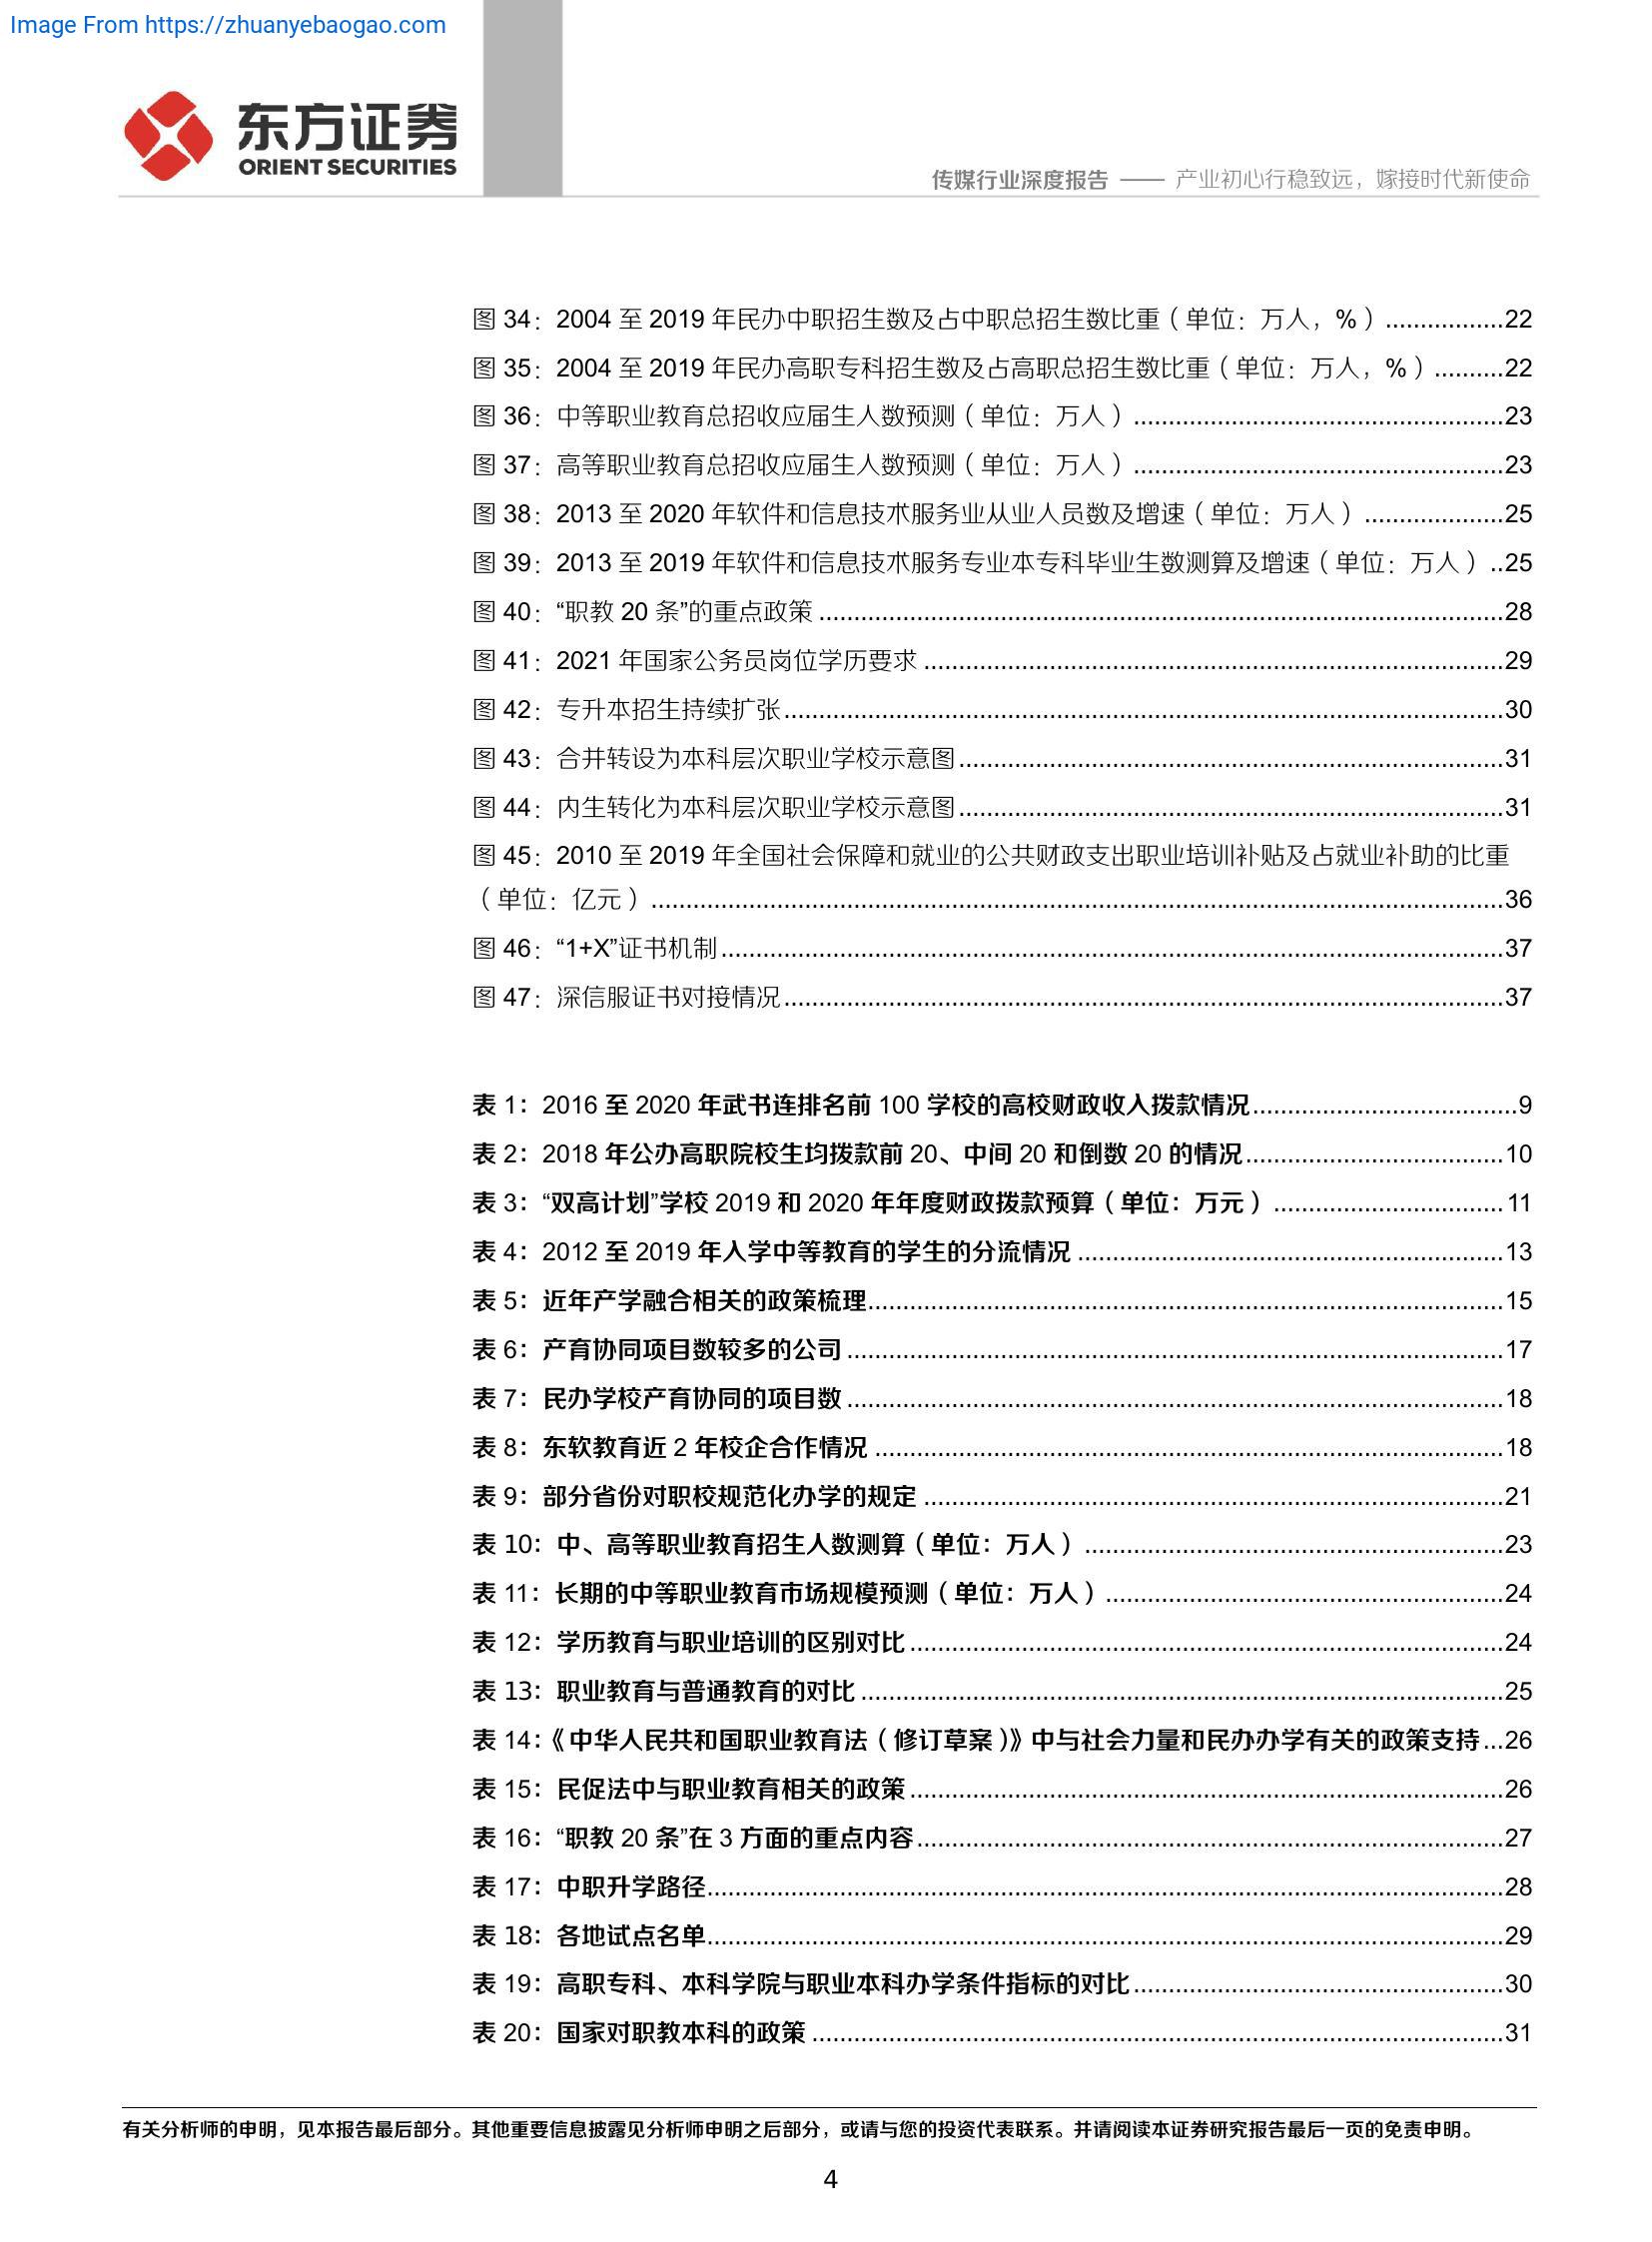 Image From https://zhuanyebaogao.com
东方证券
ORIENT SECURITIES
传媒行业深度报告 —— 产业初心行稳致远，嫁接时代新使命
图 34：2004 至 2019 年民办中职招生数及占中职总招生数比重（单位：万人，%）.................22
图 35：2004 至 2019 年民办高职专科招生数及占高职总招生数比重（单位：万人，%）..........22
图 36：中等职业教育总招收应届生人数预测（单位：万人）.....................................................23
图 37：高等职业教育总招收应届生人数预测（单位：万人）.....................................................23
图 38：2013 至 2020 年软件和信息技术服务业从业人员数及增速（单位：万人）....................25
图 39：2013 至 2019 年软件和信息技术服务专业本专科毕业生数测算及增速（单位：万人）..25
图 40：“职教 20 条”的重点政策..................................................................................................28
图 41：2021 年国家公务员岗位学历要求...................................................................................29
图 42：专升本招生持续扩张.......................................................................................................30
图 43：合并转设为本科层次职业学校示意图..............................................................................31
图 44：内生转化为本科层次职业学校示意图..............................................................................31
图 45：2010 至 2019 年全国社会保障和就业的公共财政支出职业培训补贴及占就业补助的比重
（单位：亿元）..........................................................................................................................36
图 46：“1+X”证书机制................................................................................................................37
图 47：深信服证书对接情况.......................................................................................................37
表 1：2016 至 2020 年武书连排名前 100 学校的高校财政收入拨款情况......................................9
表 2：2018 年公办高职院校生均拨款前 20、中间 20 和倒数 20 的情况.....................................10
表 3：“双高计划”学校 2019 和 2020 年年度财政拨款预算（单位：万元）.................................11
表 4：2012 至 2019 年入学中等教育的学生的分流情况.............................................................13
表 5：近年产学融合相关的政策梳理...........................................................................................15
表 6：产育协同项目数较多的公司..............................................................................................17
表 7：民办学校产育协同的项目数..............................................................................................18
表 8：东软教育近 2 年校企合作情况..........................................................................................18
表 9：部分省份对职校规范化办学的规定...................................................................................21
表 10：中、高等职业教育招生人数测算（单位：万人）............................................................23
表 11：长期的中等职业教育市场规模预测（单位：万人）.........................................................24
表 12：学历教育与职业培训的区别对比.....................................................................................24
表 13：职业教育与普通教育的对比............................................................................................25
表 14：《中华人民共和国职业教育法（修订草案）》中与社会力量和民办办学有关的政策支持...26
表 15：民促法中与职业教育相关的政策.....................................................................................26
表 16：“职教 20 条”在 3 方面的重点内容....................................................................................27
表 17：中职升学路径..................................................................................................................28
表 18：各地试点名单..................................................................................................................29
表 19：高职专科、本科学院与职业本科办学条件指标的对比.....................................................30
表 20：国家对职教本科的政策...................................................................................................31
有关分析师的申明，见本报告最后部分。其他重要信息披露见分析师申明之后部分，或请与您的投资代表联系。并请阅读本证券研究报告最后一页的免责申明。
4